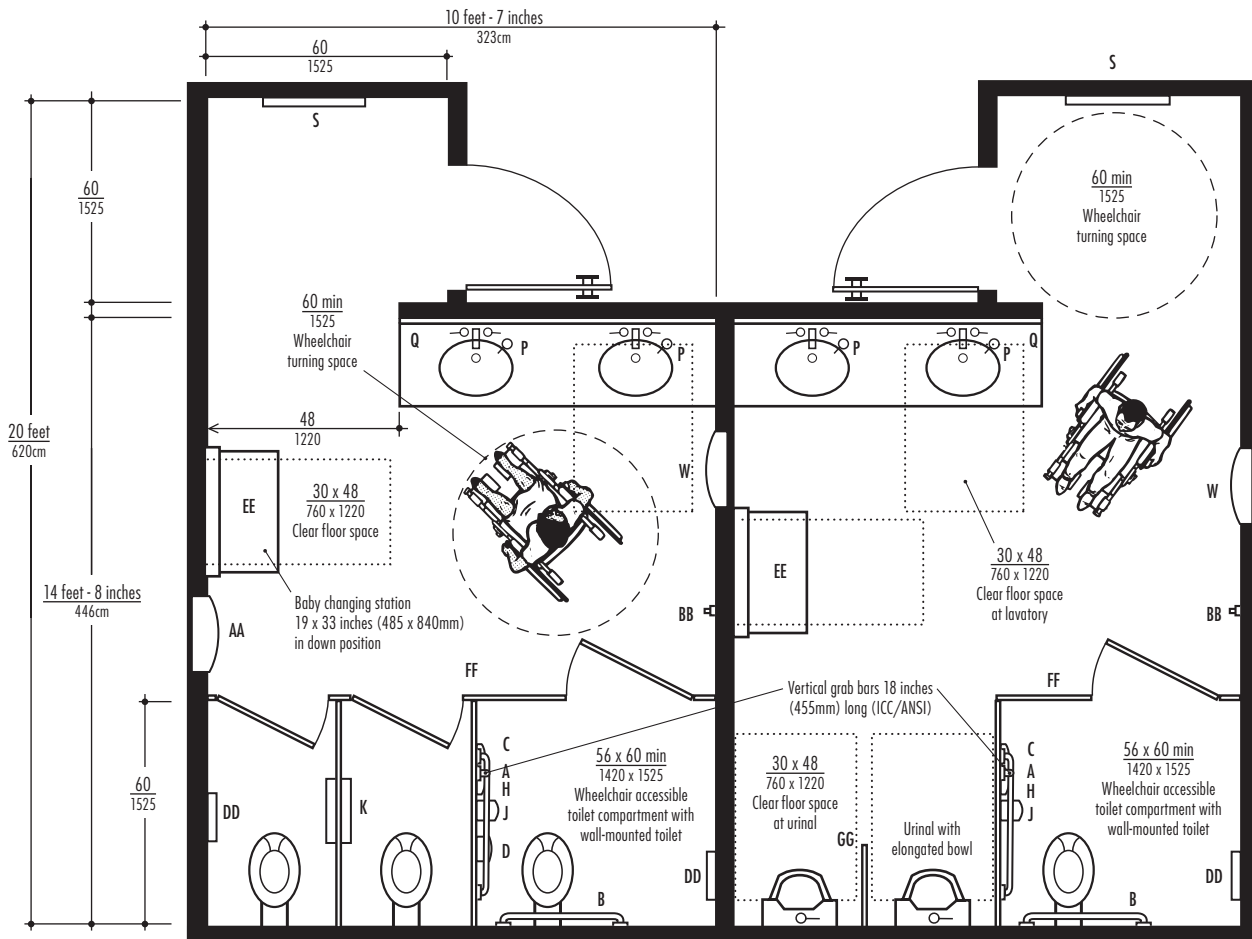 10 feet - 7 inches
323cm
60
1525
S
S
60
1525
60 min
1525
Wheelchair
turning space
60 min
1525
Wheelchair
turning space
Q
P
P
P
P
Q
48
1220
20 feet
620cm
W
W
EE
30 x 48
760 x 1220
Clear floor space
EE
30 x 48
760 x 1220
Clear floor space
at lavatory
14 feet - 8 inches
446cm
Baby changing station
19 x 33 inches (485 x 840mm)
in down position
AA
BB
BB
FF
FF
Vertical grab bars 18 inches
(455mm) long (ICC/ANSI)
60
1525
DD
K
C
A
H
J
D
56 x 60 min
1420 x 1525
Wheelchair accessible
toilet compartment with
wall-mounted toilet
DD
B
30 x 48
760 x 1220
Clear floor space
at urinal
GG
Urinal with
elongated bowl
C
A
H
J
56 x 60 min
1420 x 1525
Wheelchair accessible
toilet compartment with
wall-mounted toilet
DD
B